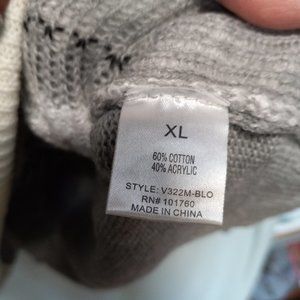 XL
60% COTTON
40% ACRYLIC
STYLE: V322M-BLO
RN# 101760
MADE IN CHINA